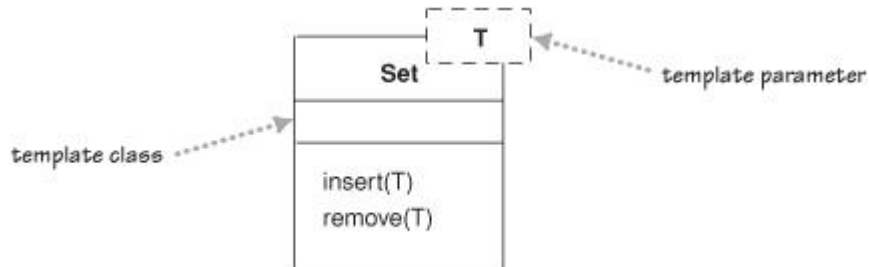 T
Set
template parameter
template class
insert(T)
remove(T)